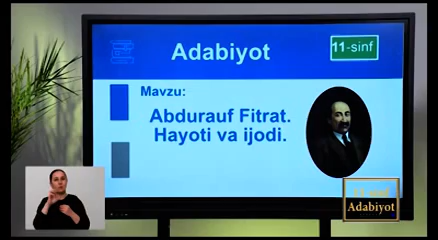 Adabiyot
11-sinf
Mavzu:
Abdurauf Fitrat.
Hayoti va ijodi.
11-sinf
Adabiyot